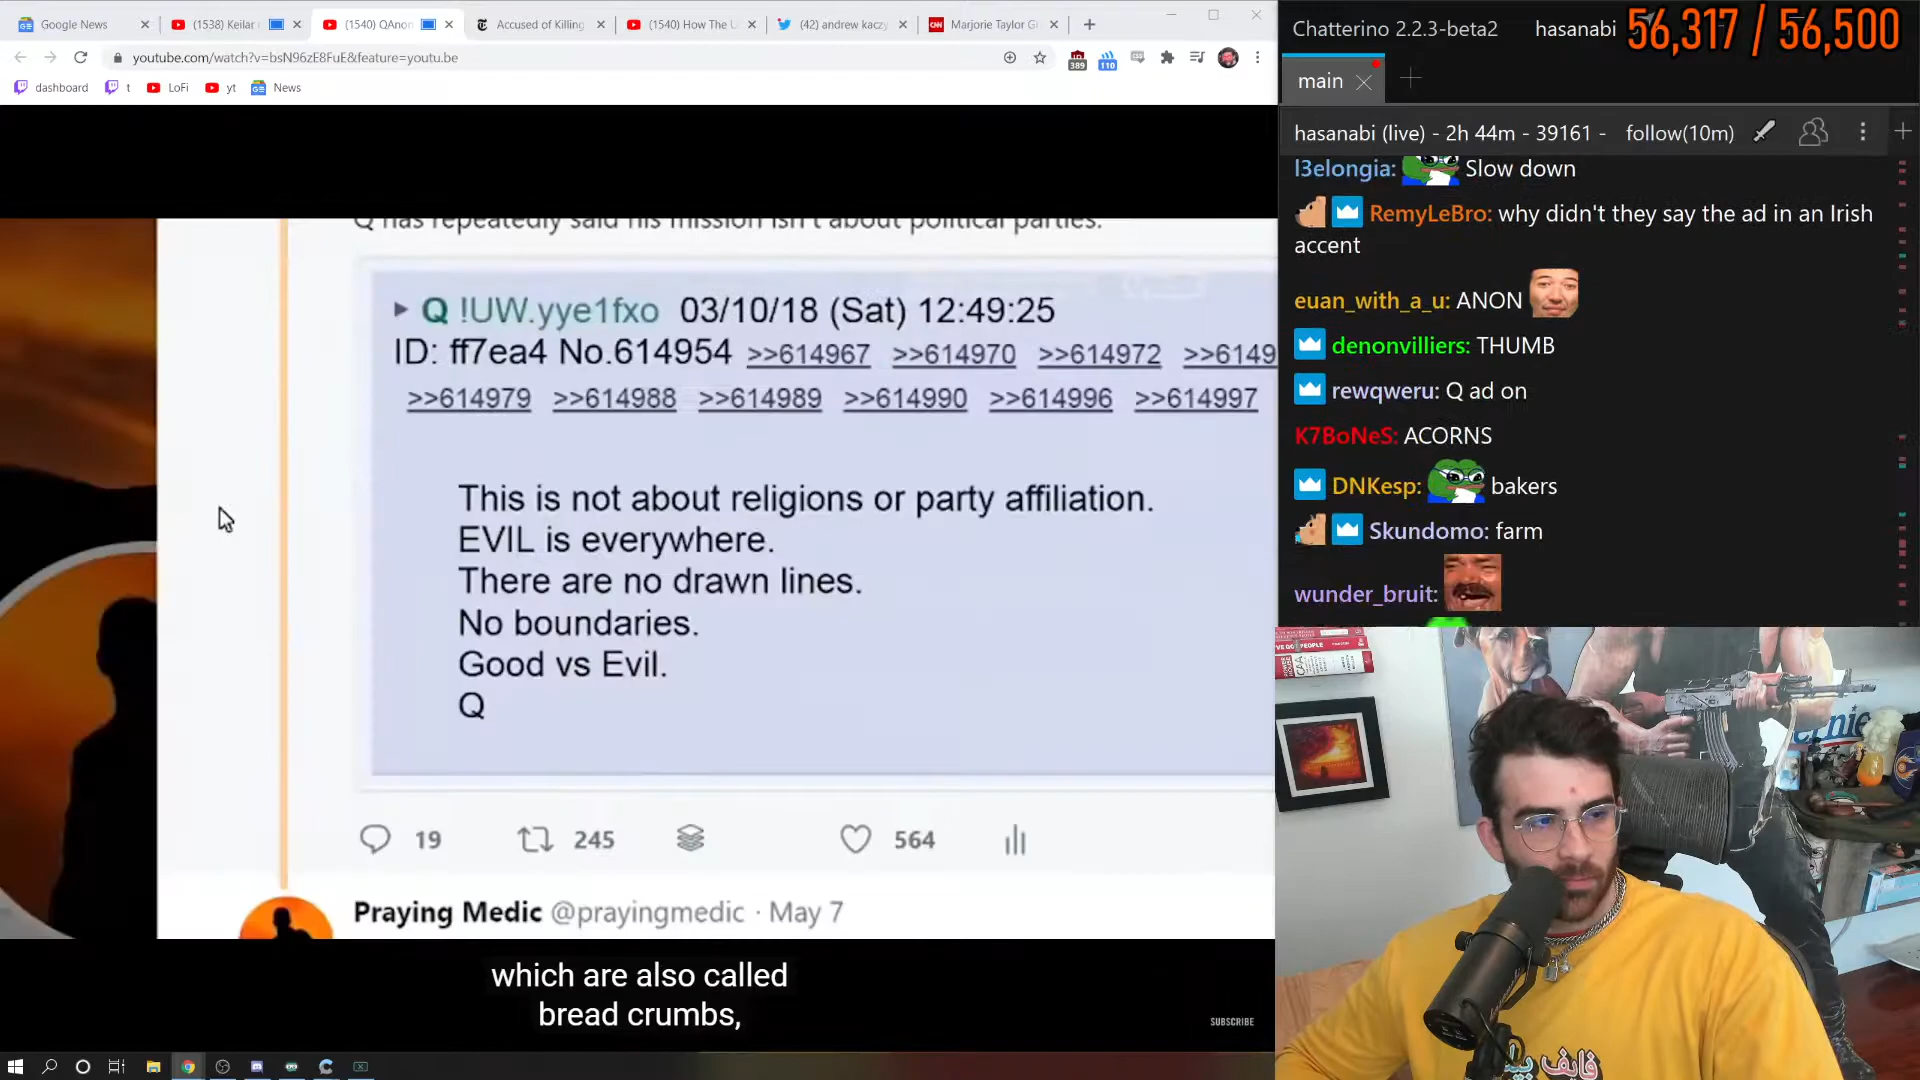 Google News
(1538) Keilar
(1540) QAnon
Accused of Killing
(1540) How The U
(42) andrew kaczy
Marjorie Taylor G
youtube.com/watch?v=bsN96zE8FuE&feature=youtu.be
389
110
dashboard
t
LoFi
yt
News
Q has repeatedly said his mission isn't about political parties.
Q !UW.yye1fxo 03/10/18 (Sat) 12:49:25
ID: ff7ea4 No.614954 >>614967 >>614970 >>614972 >>6149
>>614979 >>614988 >>614989 >>614990 >>614996 >>614997
This is not about religions or party affiliation.
EVIL is everywhere.
There are no drawn lines.
No boundaries.
Good vs Evil.
Q
19 245 564
Praying Medic @prayingmedic · May 7
which are also called
bread crumbs,
SUBSCRIBE
Chatterino 2.2.3-beta2 hasanabi 56,317 / 56,500
main
hasanabi (live) - 2h 44m - 39161 - follow(10m)
l3elongia: Slow down
RemyLeBro: why didn't they say the ad in an Irish
accent
euan_with_a_u: ANON
denonvilliers: THUMB
rewqweru: Q ad on
K7BoNeS: ACORNS
DNKesp: bakers
Skundomo: farm
wunder_bruit:
PEOPLE
ernie